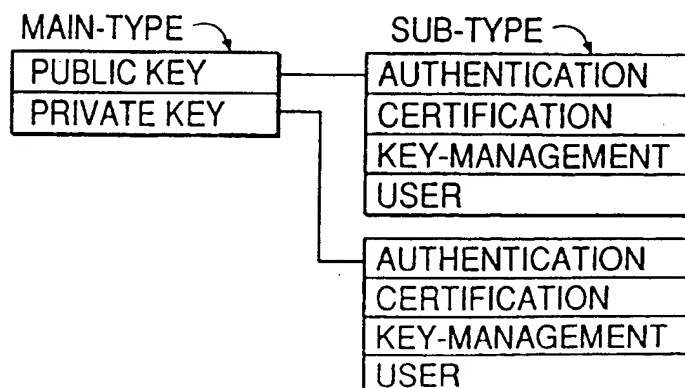 MAIN-TYPE
PUBLIC KEY
PRIVATE KEY
SUB-TYPE
AUTHENTICATION
CERTIFICATION
KEY-MANAGEMENT
USER
AUTHENTICATION
CERTIFICATION
KEY-MANAGEMENT
USER